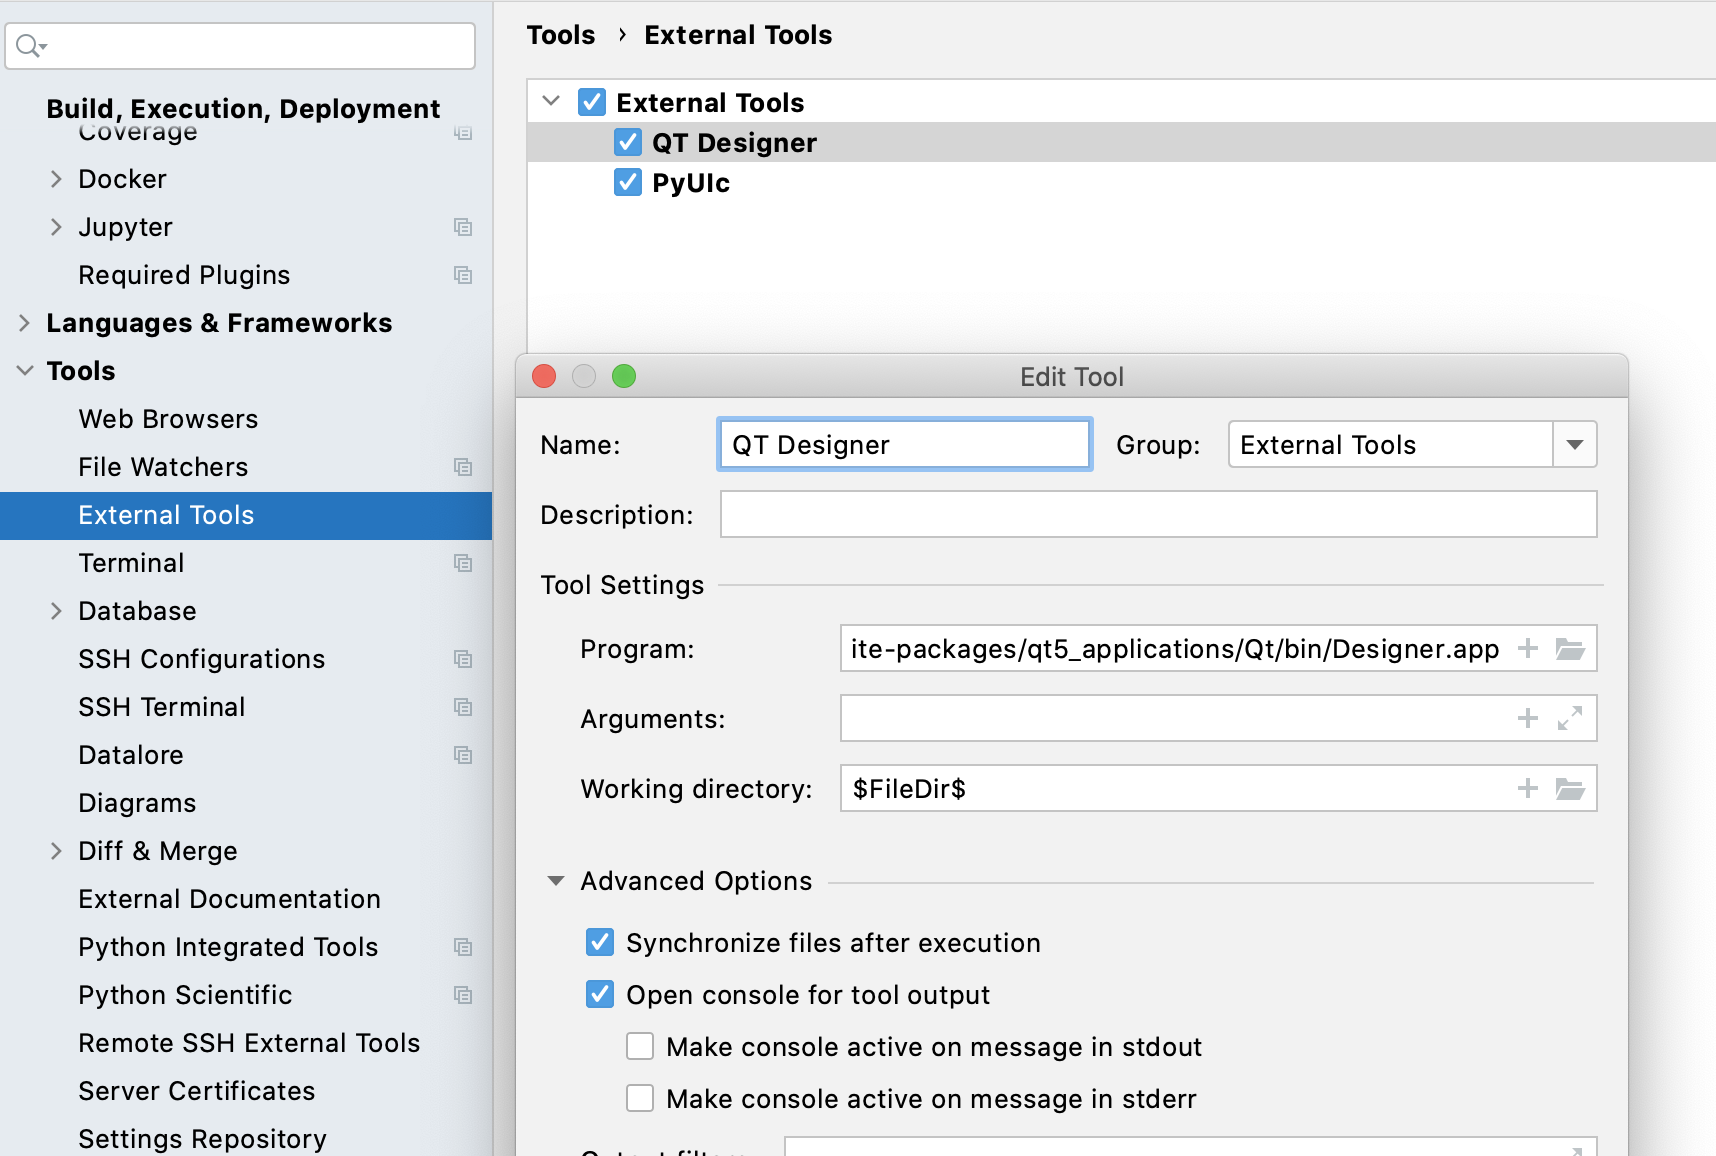 Build, Execution, Deployment
Coverage
Docker
Jupyter
Required Plugins
Languages & Frameworks
Tools
Web Browsers
File Watchers
External Tools
Terminal
Database
SSH Configurations
SSH Terminal
Datalore
Diagrams
Diff & Merge
External Documentation
Python Integrated Tools
Python Scientific
Remote SSH External Tools
Server Certificates
Settings Repository
Tools › External Tools
External Tools
QT Designer
PyUIc
Edit Tool
Name: QT Designer Group: External Tools
Description:
Tool Settings
Program: ite-packages/qt5_applications/Qt/bin/Designer.app
Arguments:
Working directory: $FileDir$
Advanced Options
Synchronize files after execution
Open console for tool output
Make console active on message in stdout
Make console active on message in stderr